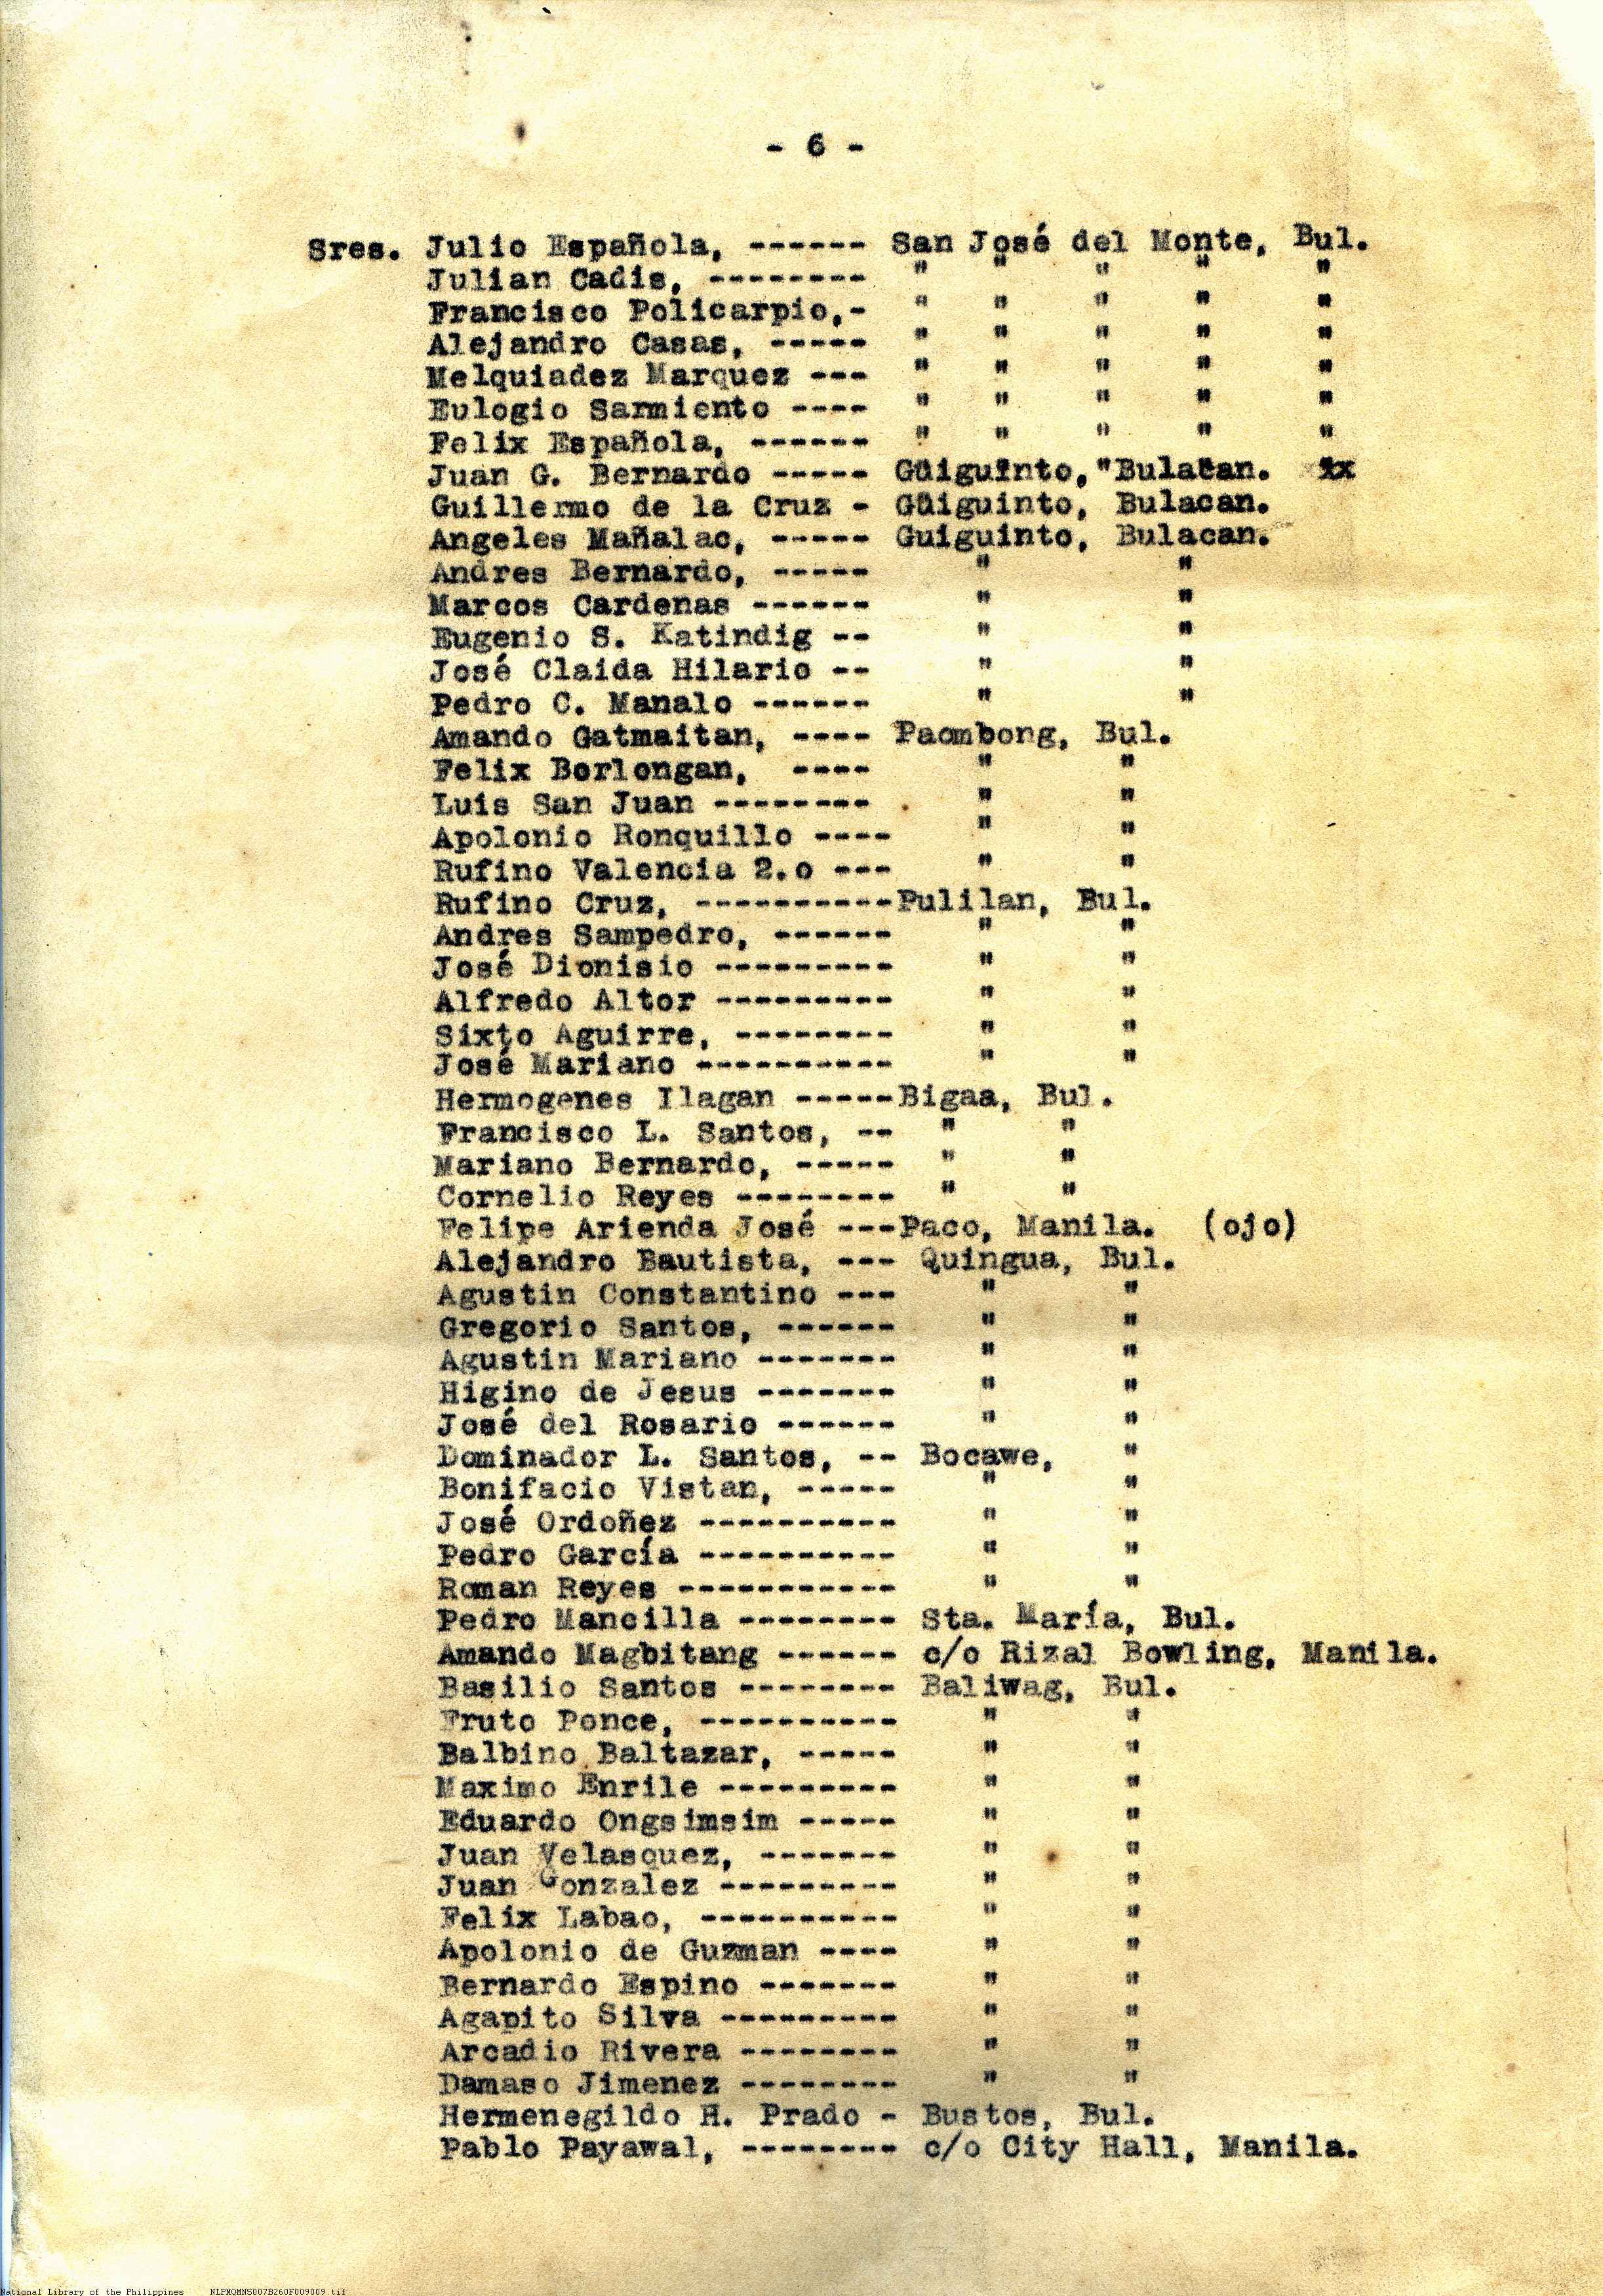 - 6 -
Sres. Julio Española, ------ San José del Monte, Bul.
Julian Cadis, -------- " " " " "
Francisco Policarpio,- " " " " "
Alejandro Casas, ----- " " " " "
Melquiadez Marquez --- " " " " "
Eulogio Sarmiento ---- " " " " "
Felix Española, ------ " " " " "
Juan G. Bernardo ----- Guiguinto, "Bulacan.
Guillermo de la Cruz - Guiguinto, Bulacan.
Angeles Mañalac, ----- Guiguinto, Bulacan.
Andres Bernardo, ----- " "
Marcos Cardenas ------ " "
Eugenio S. Katindig -- " "
José Claida Hilario -- " "
Pedro C. Manalo ------ " "
Amando Gatmaitan, ---- Paombong, Bul.
Felix Borlongan, ---- " "
Luis San Juan -------- " "
Apolonio Ronquillo ---- " "
Rufino Valencia 2.o --- " "
Rufino Cruz, ----------Pulilan, Bul.
Andres Sampedro, ------ " "
José Dionisio --------- " "
Alfredo Altor --------- " "
Sixto Aguirre, -------- " "
José Mariano ---------- " "
Hermogenes Ilagan -----Bigaa, Bul.
Francisco L. Santos, -- " "
Mariano Bernardo, ----- " "
Cornelio Reyes -------- " "
Felipe Arienda José ---Paco, Manila. (ojo)
Alejandro Bautista, --- Quingua, Bul.
Agustin Constantino --- " "
Gregorio Santos, ------ " "
Agustin Mariano ------- " "
Higino de Jesus ------- " "
José del Rosario ------ " "
Dominador L. Santos, -- Bocawe, "
Bonifacio Vistan, ----- " "
José Ordoñez ---------- " "
Pedro García ---------- " "
Roman Reyes ----------- " "
Pedro Mancilla -------- Sta. María, Bul.
Amando Magbitang ------ c/o Rizal Bowling, Manila.
Basilio Santos -------- Baliwag, Bul.
Fruto Ponce, ---------- " "
Balbino Baltazar, ----- " "
Maximo Enrile --------- " "
Eduardo Ongsimsim ----- " "
Juan Velasquez, ------- " "
Juan Gonzalez --------- " "
Felix Labao, ---------- " "
Apolonio de Guzman ---- " "
Bernardo Espino ------- " "
Agapito Silva --------- " "
Arcadio Rivera -------- " "
Damaso Jimenez -------- " "
Hermenegildo H. Prado - Bustos, Bul.
Pablo Payawal, -------- c/o City Hall, Manila.
National Library of the Philippines NLPMQMNS007B260F009009.tif